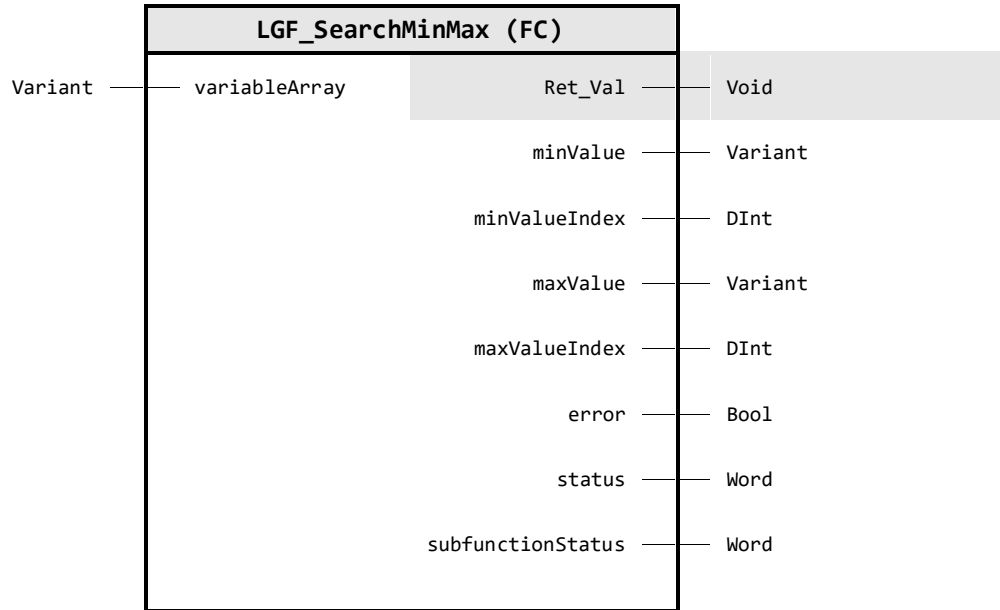 LGF_SearchMinMax (FC)
Variant variableArray Ret_Val Void
minValue Variant
minValueIndex DInt
maxValue Variant
maxValueIndex DInt
error Bool
status Word
subfunctionStatus Word